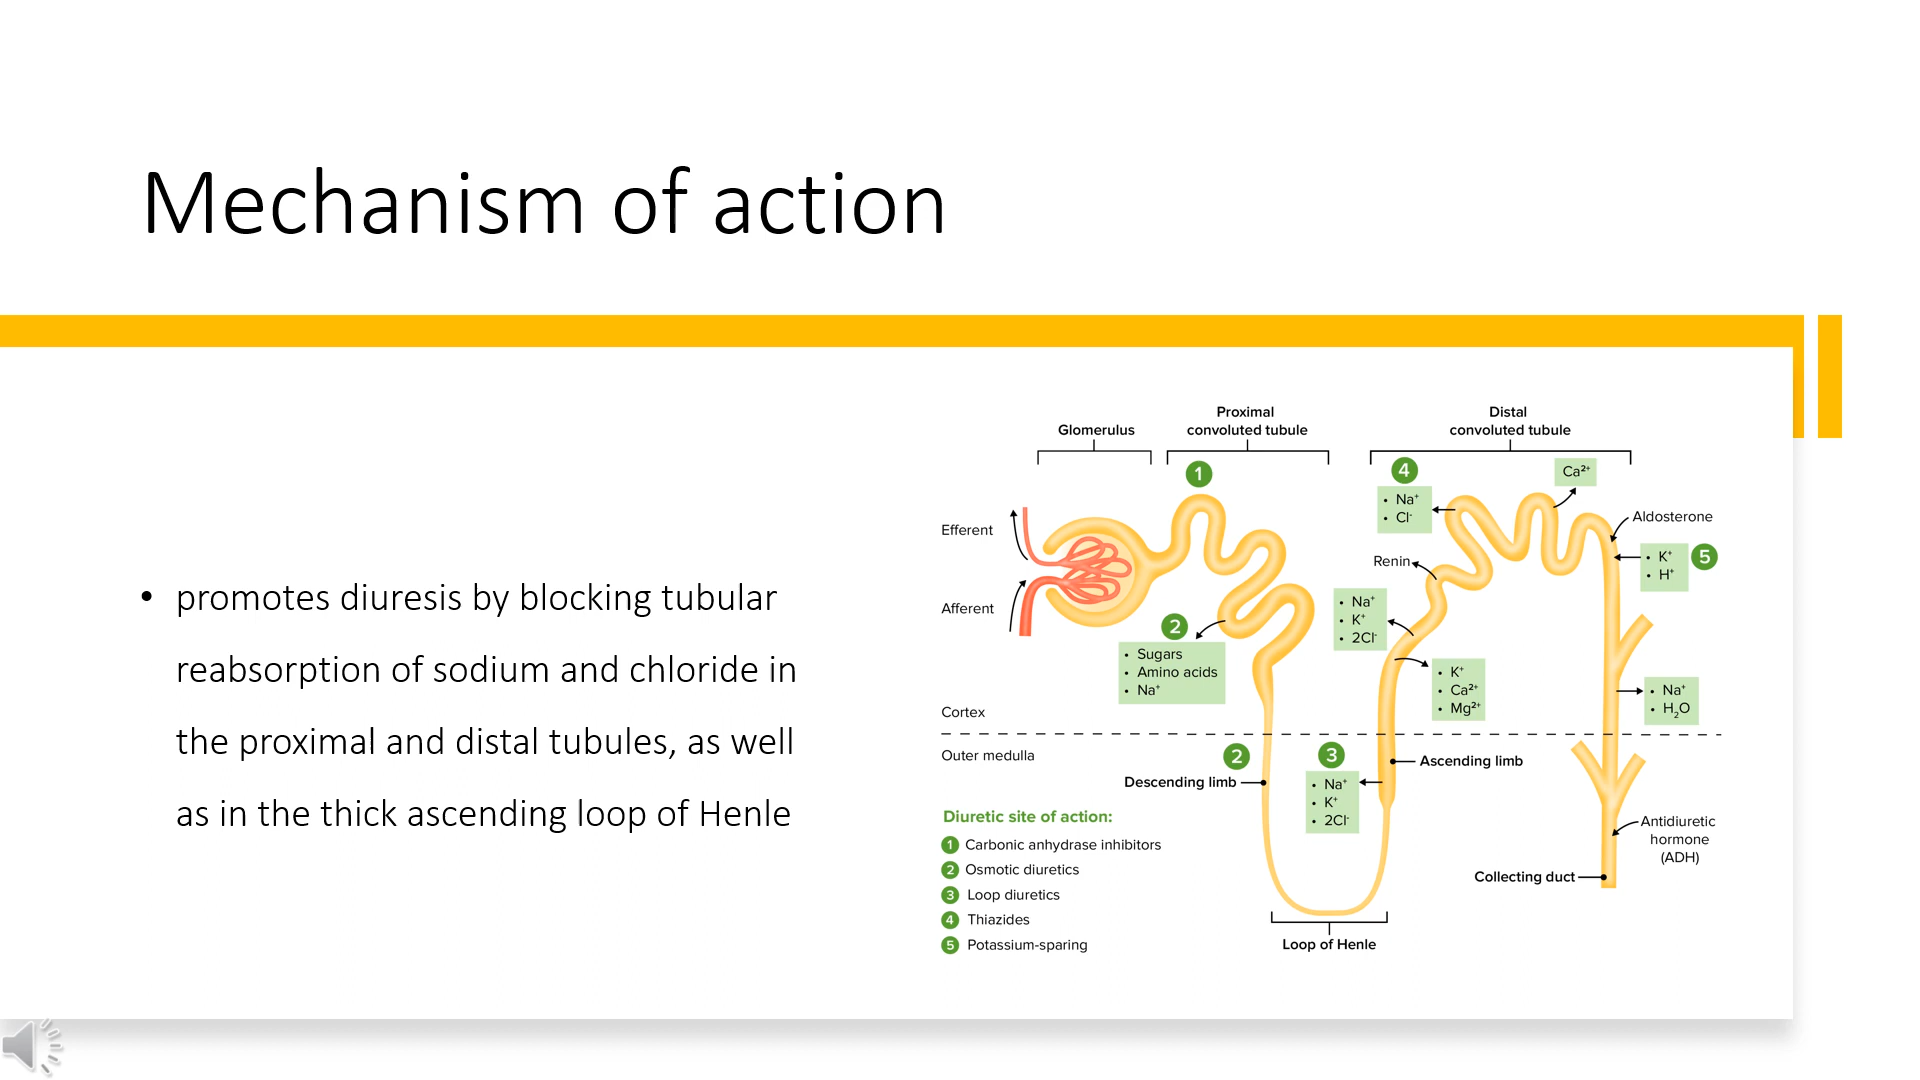 Mechanism of action
• promotes diuresis by blocking tubular
reabsorption of sodium and chloride in
the proximal and distal tubules, as well
as in the thick ascending loop of Henle
Glomerulus
Proximal
convoluted tubule
Distal
convoluted tubule
1
4
• Na⁺
• Cl⁻
Ca²⁺
Aldosterone
Efferent
Afferent
Renin
• K⁺
• H⁺
5
2
• Sugars
• Amino acids
• Na⁺
• Na⁺
• K⁺
• 2Cl⁻
• K⁺
• Ca²⁺
• Mg²⁺
• Na⁺
• H₂O
Cortex
Outer medulla
2
Descending limb
3
• Na⁺
• K⁺
• 2Cl⁻
Ascending limb
Antidiuretic
hormone
(ADH)
Collecting duct
Loop of Henle
Diuretic site of action:
1 Carbonic anhydrase inhibitors
2 Osmotic diuretics
3 Loop diuretics
4 Thiazides
5 Potassium-sparing